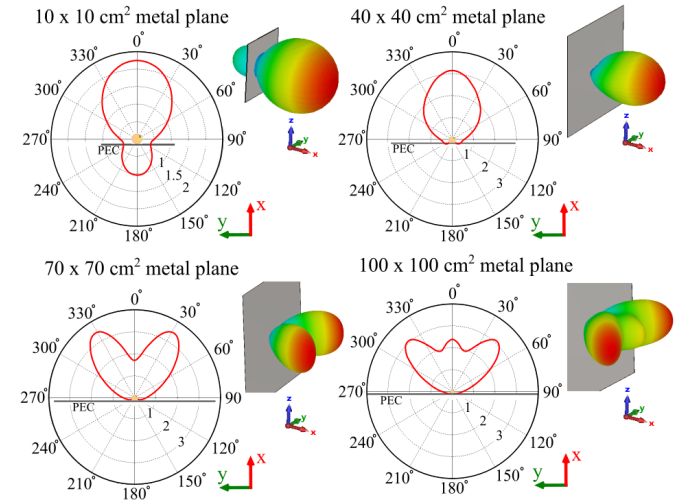 10 x 10 cm² metal plane
0°
330°
30°
300°
60°
270°
90°
PEC
1
1.5
2
240°
120°
210°
150°
180°
x
y
z
y
x
40 x 40 cm² metal plane
0°
330°
30°
300°
60°
270°
90°
PEC
1
2
3
240°
120°
210°
150°
180°
x
y
z
y
x
70 x 70 cm² metal plane
0°
330°
30°
300°
60°
270°
90°
PEC
1
2
3
240°
120°
210°
150°
180°
x
y
z
y
x
100 x 100 cm² metal plane
0°
330°
30°
300°
60°
270°
90°
PEC
1
2
3
240°
120°
210°
150°
180°
x
y
z
y
x